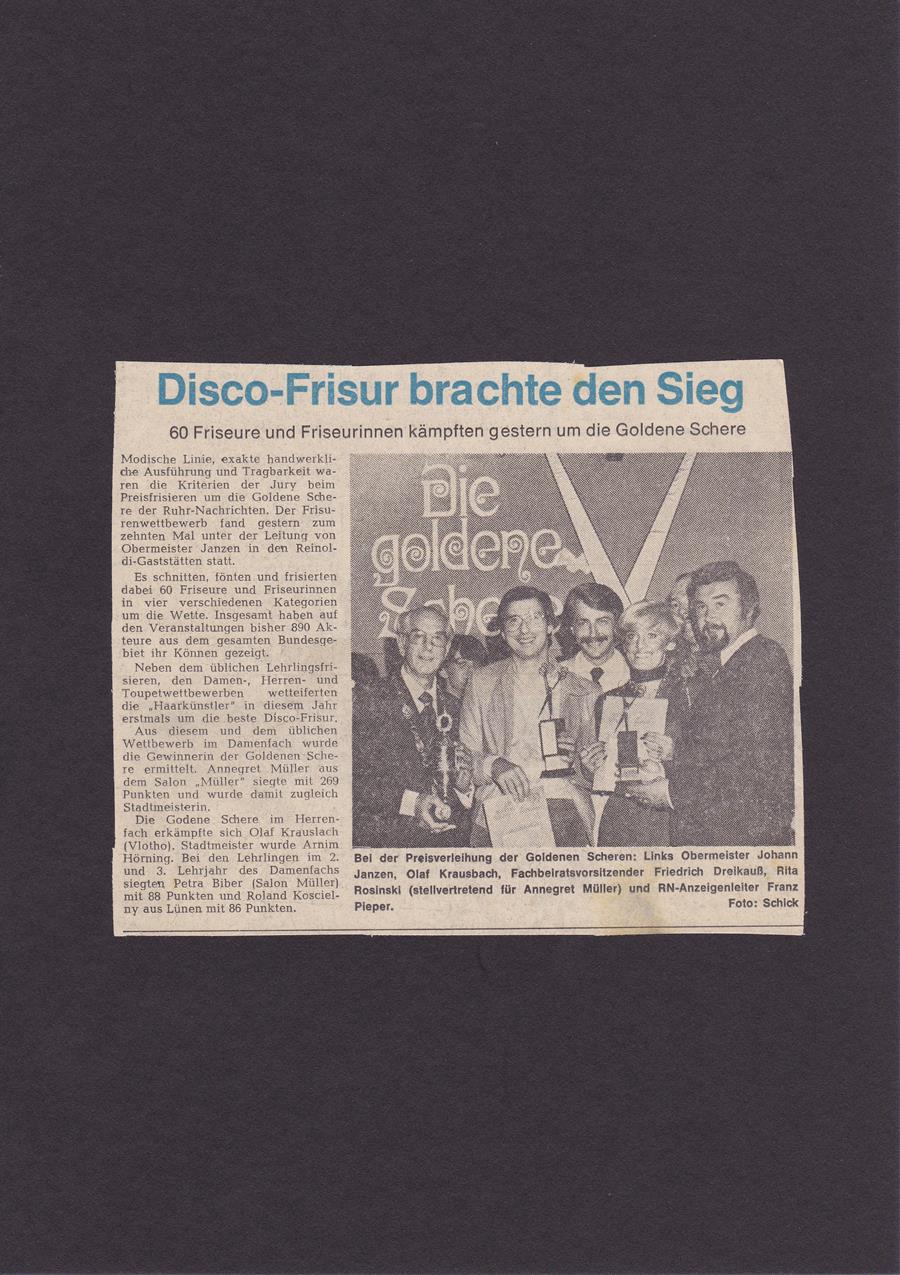 Disco-Frisur brachte den Sieg
60 Friseure und Friseurinnen kämpften gestern um die Goldene Schere
Modische Linie, exakte handwerkli-
che Ausführung und Tragbarkeit wa-
ren die Kriterien der Jury beim
Preisfrisieren um die Goldene Sche-
re der Ruhr-Nachrichten. Der Frisu-
renwettbewerb fand gestern zum
zehnten Mal unter der Leitung von
Obermeister Janzen in den Reinol-
di-Gaststätten statt.
Es schnitten, fönten und frisierten
dabei 60 Friseure und Friseurinnen
in vier verschiedenen Kategorien
um die Wette. Insgesamt haben auf
den Veranstaltungen bisher 890 Ak-
teure aus dem gesamten Bundesge-
biet ihr Können gezeigt.
Neben dem üblichen Lehrlingsfri-
sieren, den Damen-, Herren- und
Toupetwettbewerben wetteiferten
die „Haarkünstler" in diesem Jahr
erstmals um die beste Disco-Frisur.
Aus diesem und dem üblichen
Wettbewerb im Damenfach wurde
die Gewinnerin der Goldenen Sche-
re ermittelt. Annegret Müller aus
dem Salon „Müller" siegte mit 269
Punkten und wurde damit zugleich
Stadtmeisterin.
Die Godene Schere im Herren-
fach erkämpfte sich Olaf Krauslach
(Vlotho). Stadtmeister wurde Arnim
Hörning. Bei den Lehrlingen im 2.
und 3. Lehrjahr des Damenfachs
siegten Petra Biber (Salon Müller)
mit 88 Punkten und Roland Kosciel-
ny aus Lünen mit 86 Punkten.
Die
goldene
Schere
Bei der Preisverleihung der Goldenen Scheren: Links Obermeister Johann
Janzen, Olaf Krausbach, Fachbeiratsvorsitzender Friedrich Dreikauß, Rita
Rosinski (stellvertretend für Annegret Müller) und RN-Anzeigenleiter Franz
Pieper. Foto: Schick